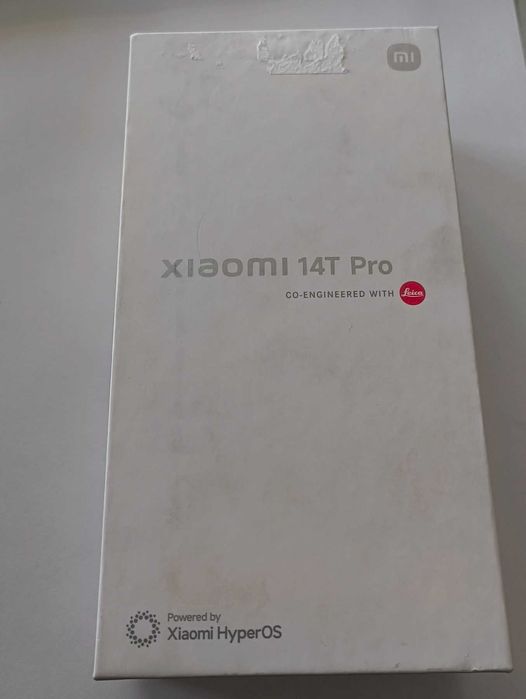 mi
xiaomi 14T Pro
CO-ENGINEERED WITH Leica
Powered by
Xiaomi HyperOS